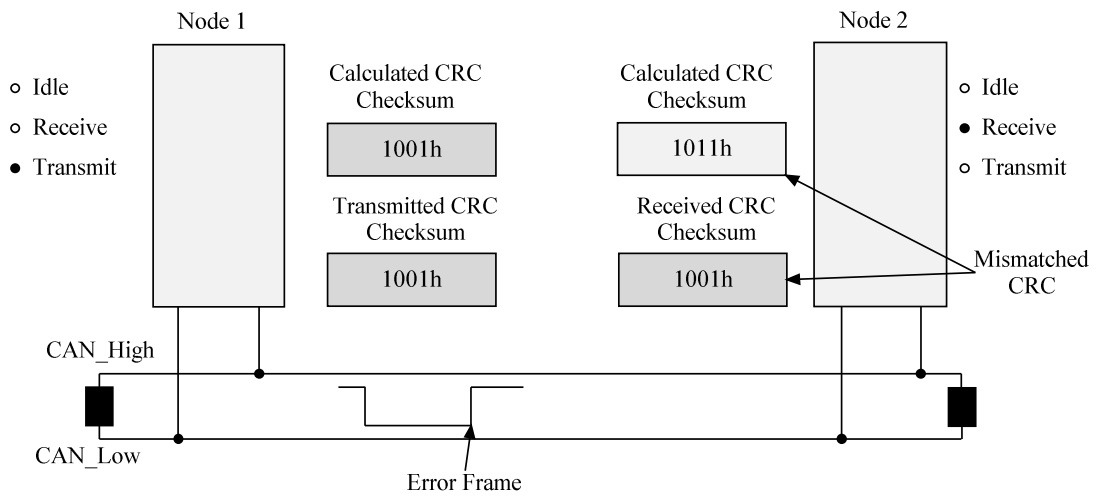 Node 1
Node 2
Idle
Receive
Transmit
Calculated CRC
Checksum
1001h
Transmitted CRC
Checksum
1001h
Calculated CRC
Checksum
1011h
Received CRC
Checksum
1001h
Idle
Receive
Transmit
Mismatched
CRC
CAN_High
CAN_Low
Error Frame